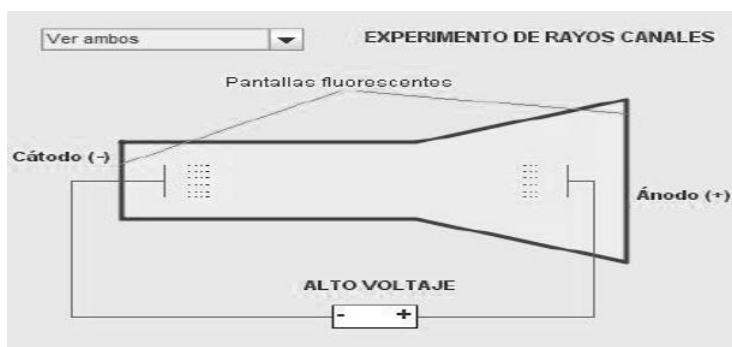 Ver ambos
EXPERIMENTO DE RAYOS CANALES
Pantallas fluorescentes
Cátodo (-)
Ánodo (+)
ALTO VOLTAJE
- +